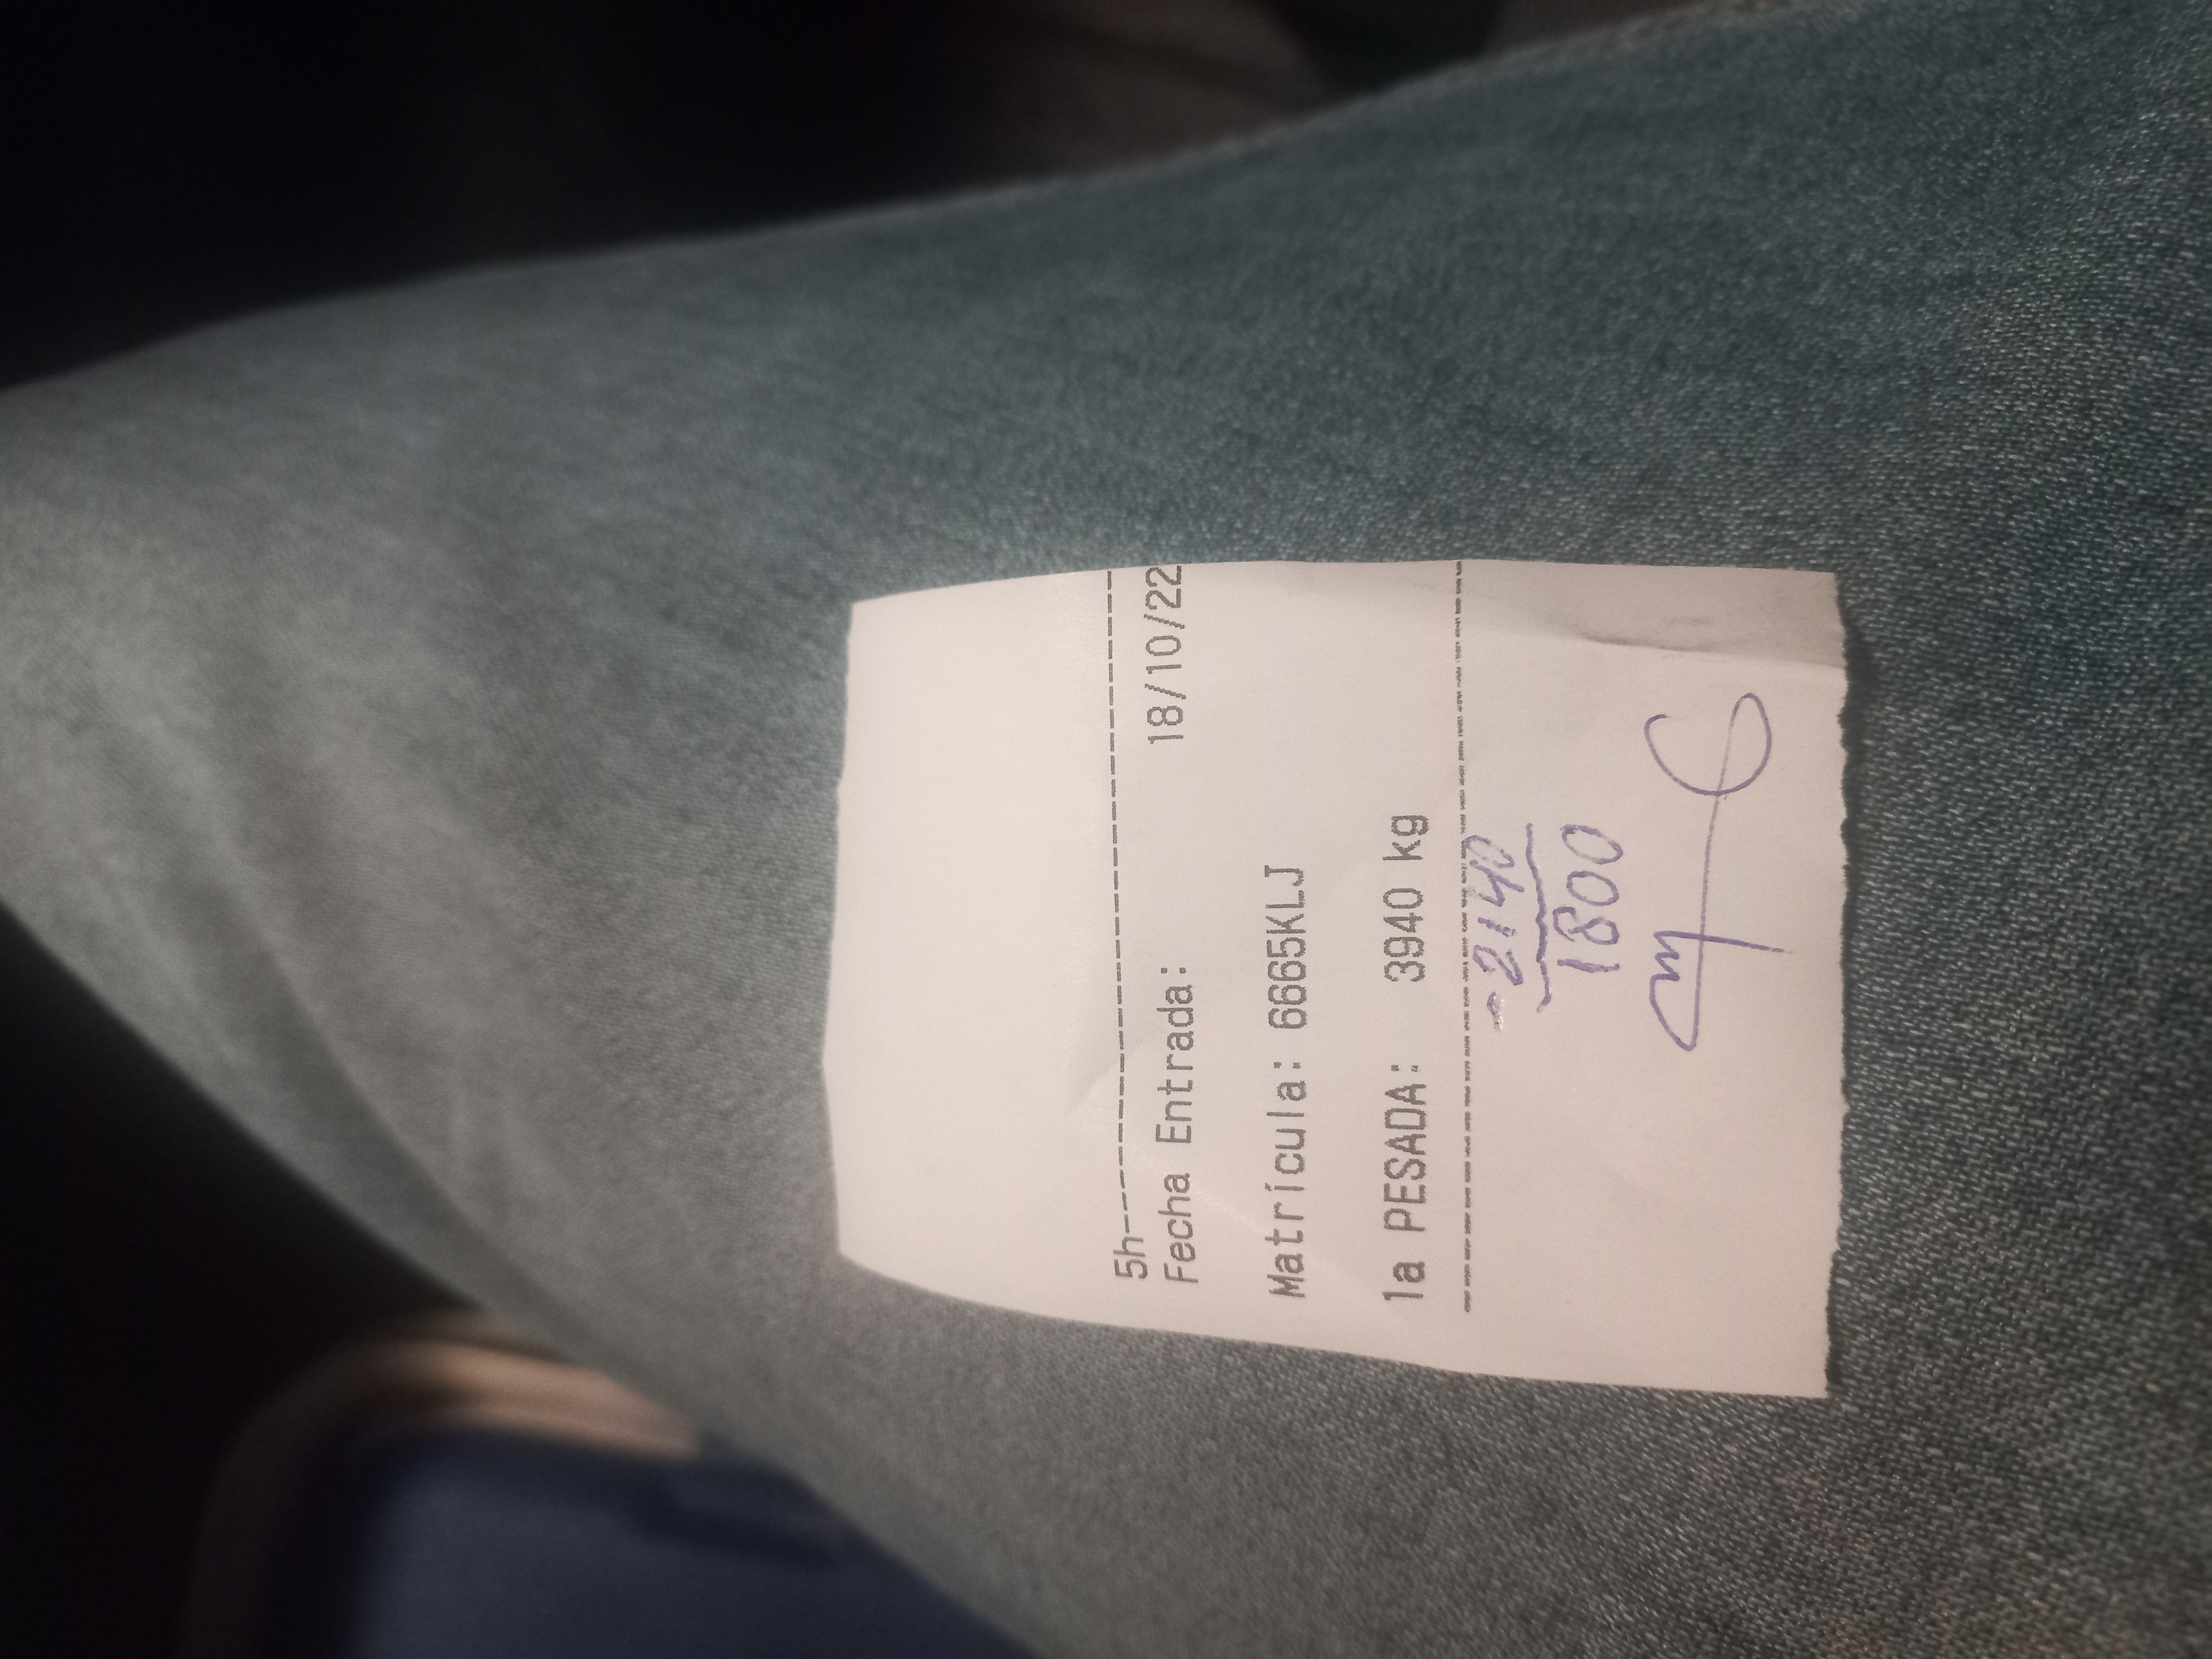 5h------------------------------
Fecha Entrada: 18/10/22
Matrícula: 6665KLJ
1a PESADA: 3940 kg
--------------------------------
-2140
1800